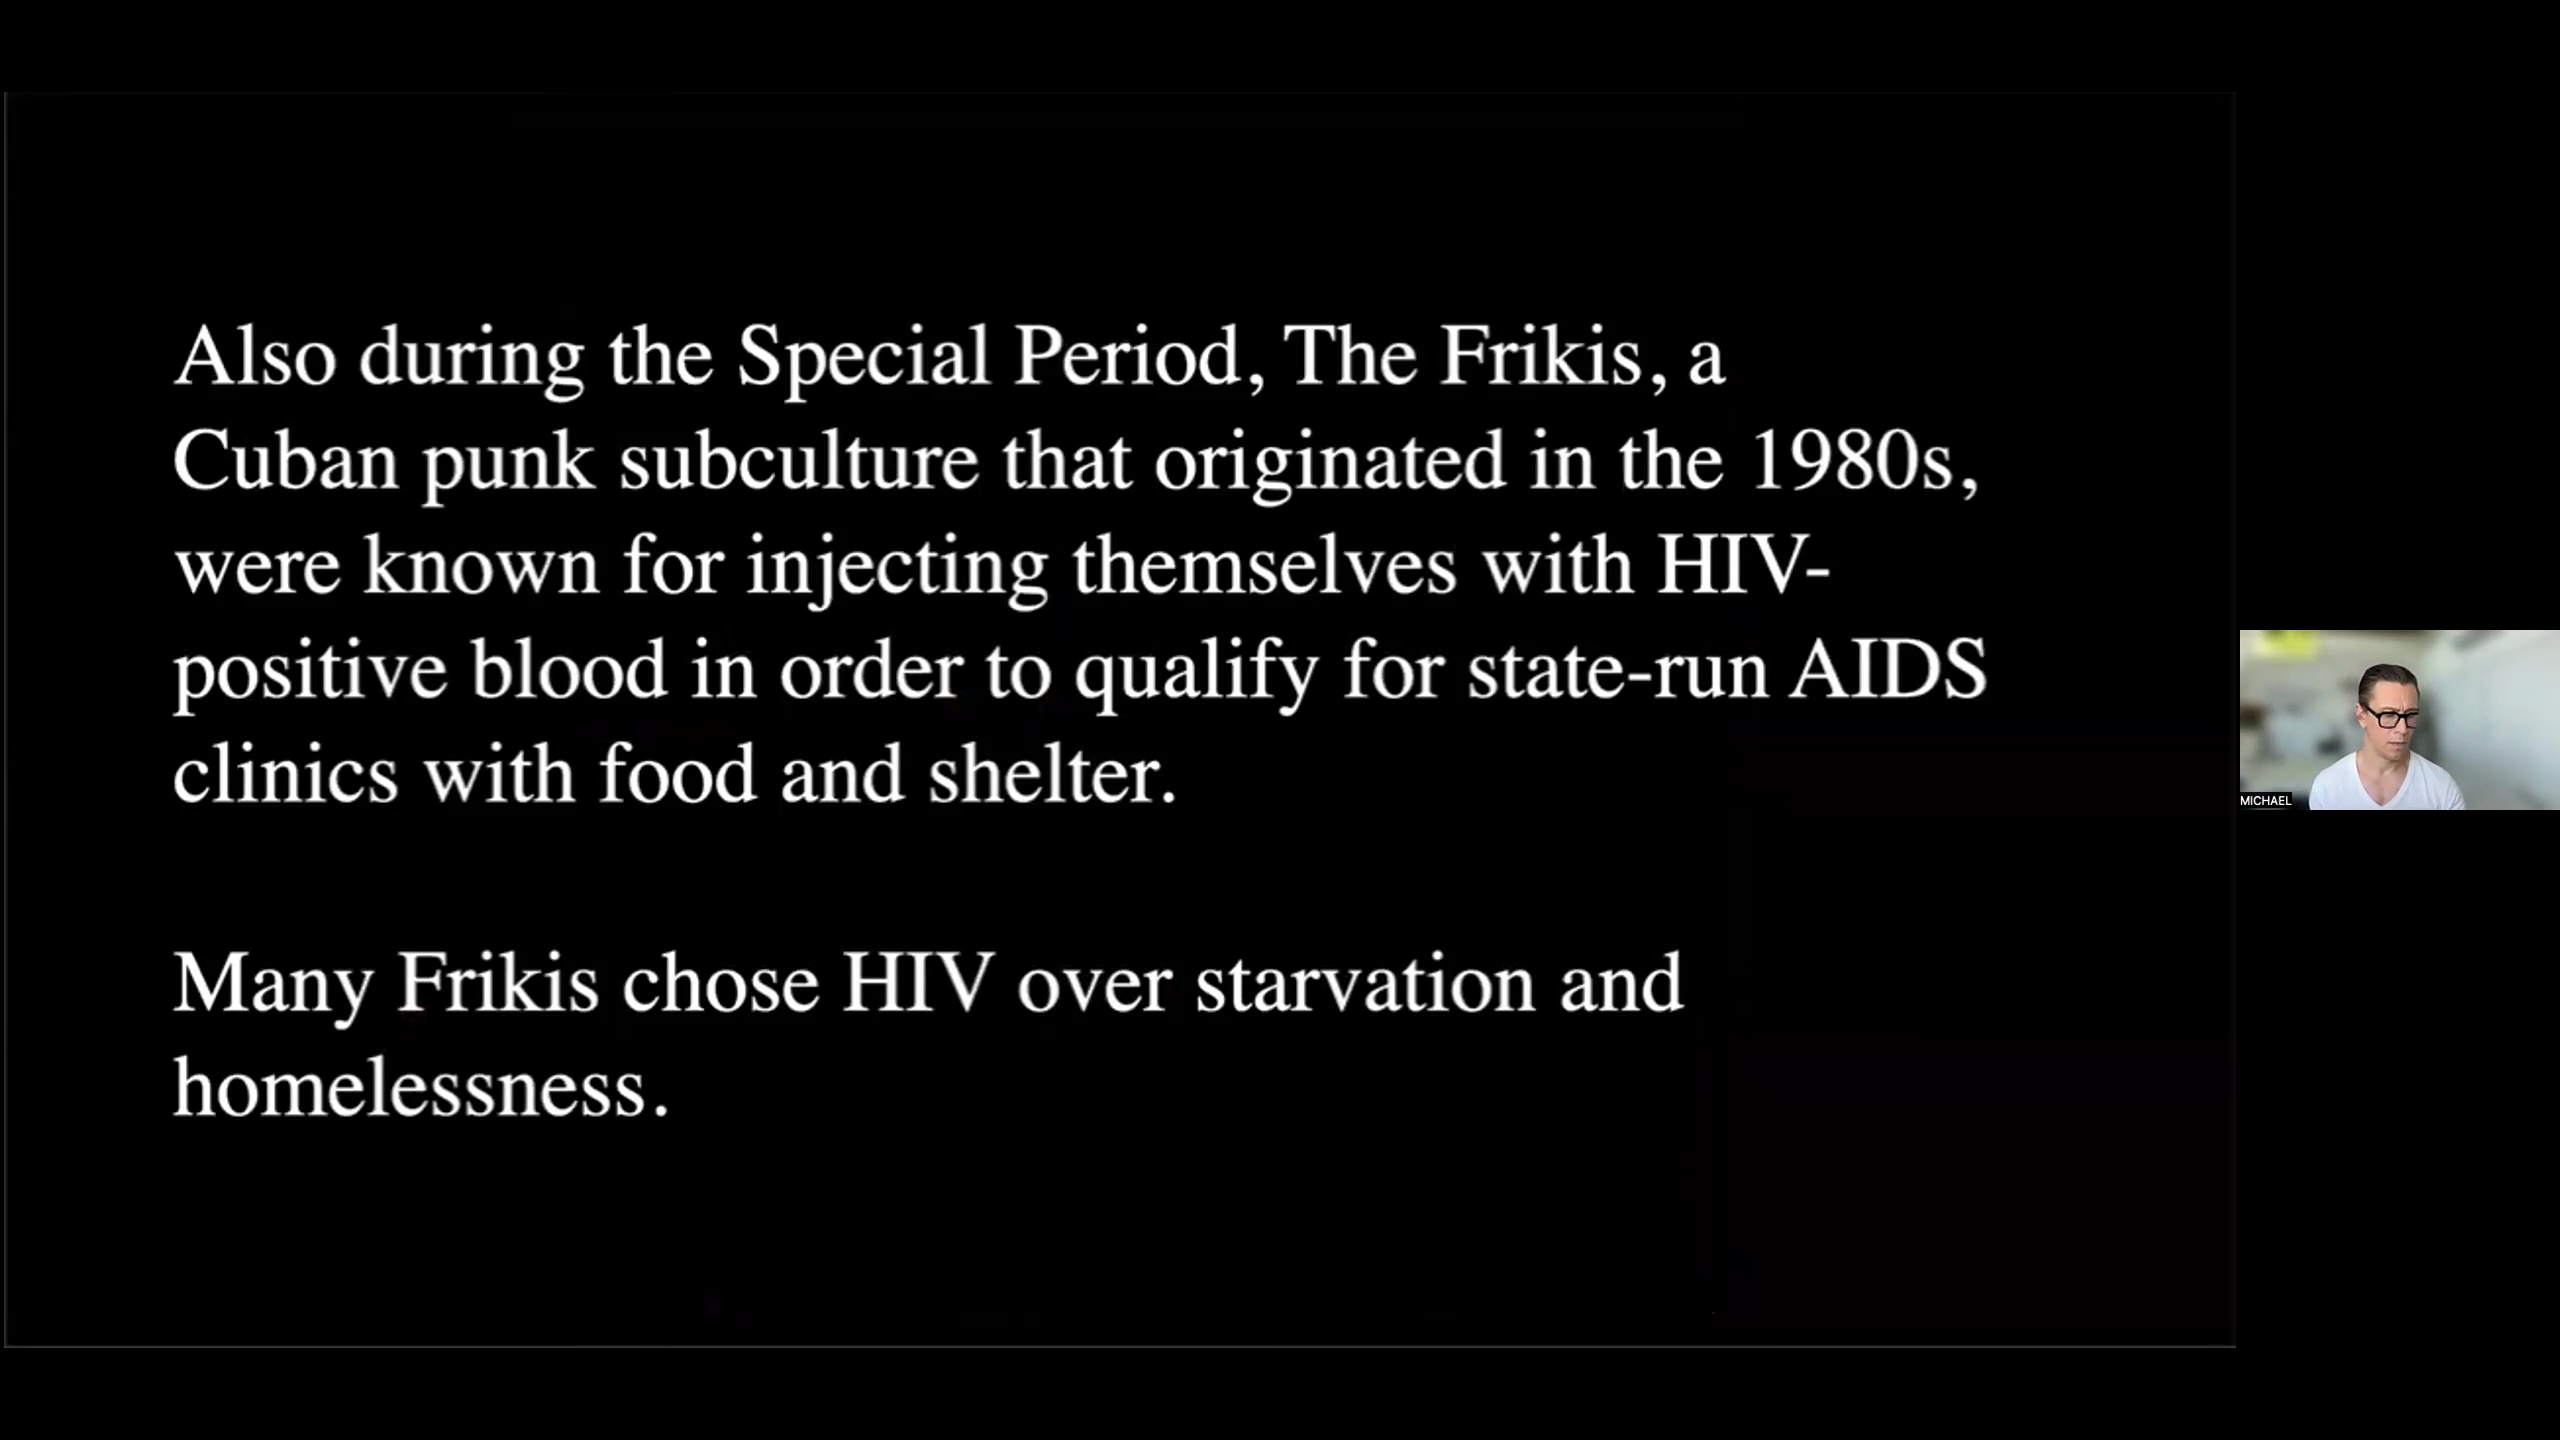 Also during the Special Period, The Frikis, a
Cuban punk subculture that originated in the 1980s,
were known for injecting themselves with HIV-
positive blood in order to qualify for state-run AIDS
clinics with food and shelter.
Many Frikis chose HIV over starvation and
homelessness.
MICHAEL